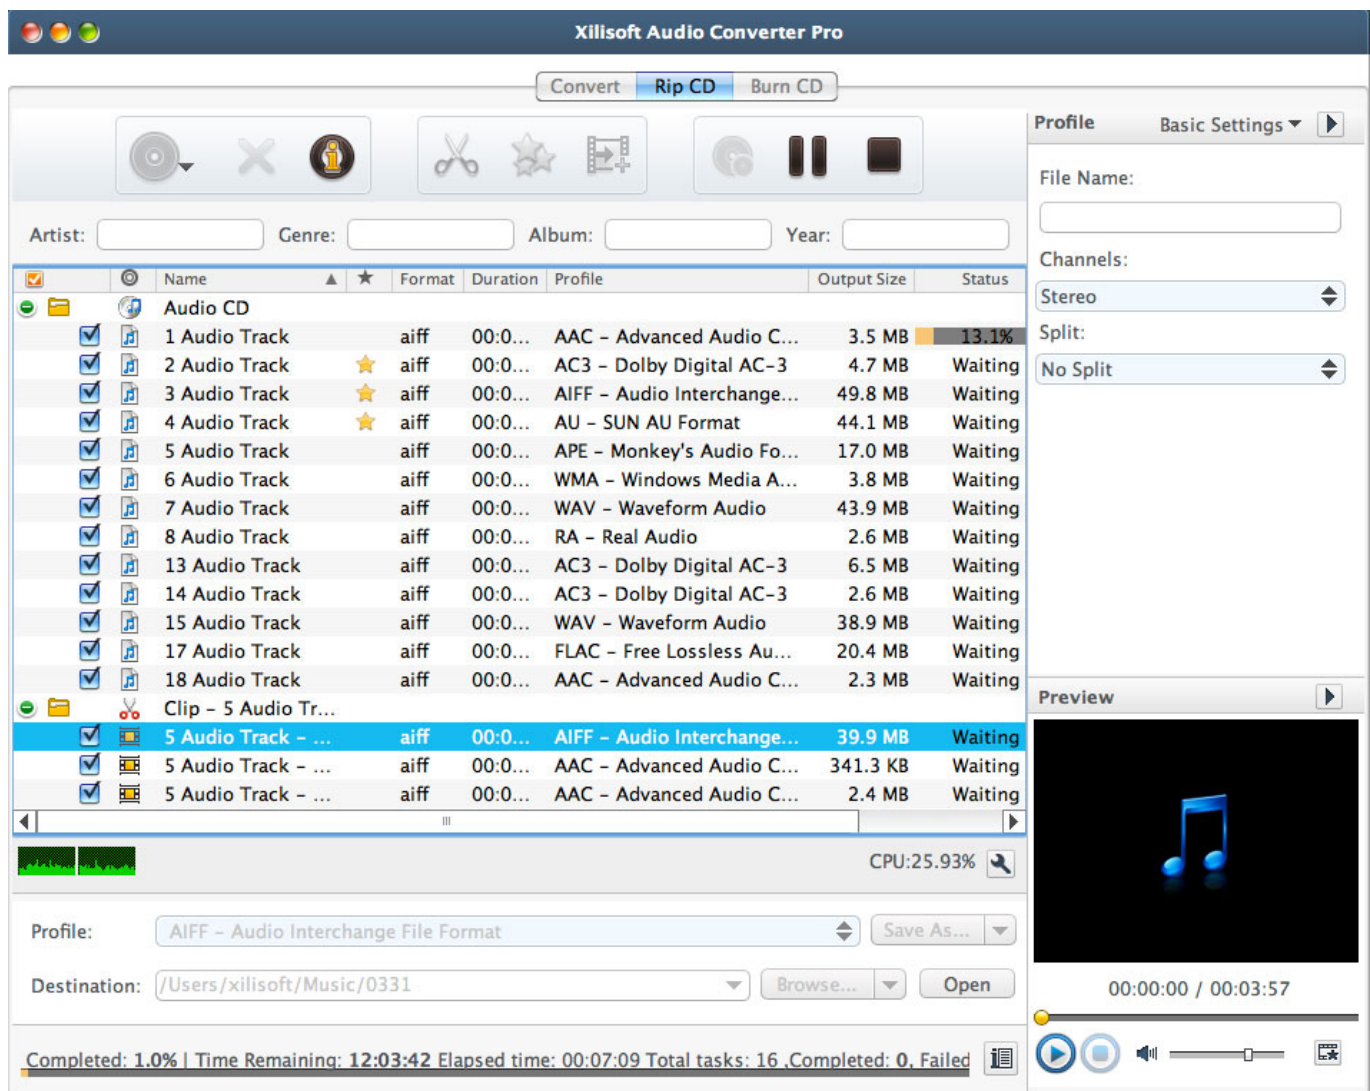 Xilisoft Audio Converter Pro
Convert Rip CD Burn CD
Profile Basic Settings
File Name:
Artist: Genre: Album: Year:
Channels:
Stereo
Split:
No Split
Name Format Duration Profile Output Size Status
Audio CD
1 Audio Track aiff 00:0... AAC – Advanced Audio C... 3.5 MB 13.1%
2 Audio Track aiff 00:0... AC3 – Dolby Digital AC-3 4.7 MB Waiting
3 Audio Track aiff 00:0... AIFF – Audio Interchange... 49.8 MB Waiting
4 Audio Track aiff 00:0... AU – SUN AU Format 44.1 MB Waiting
5 Audio Track aiff 00:0... APE – Monkey's Audio Fo... 17.0 MB Waiting
6 Audio Track aiff 00:0... WMA – Windows Media A... 3.8 MB Waiting
7 Audio Track aiff 00:0... WAV – Waveform Audio 43.9 MB Waiting
8 Audio Track aiff 00:0... RA – Real Audio 2.6 MB Waiting
13 Audio Track aiff 00:0... AC3 – Dolby Digital AC-3 6.5 MB Waiting
14 Audio Track aiff 00:0... AC3 – Dolby Digital AC-3 2.6 MB Waiting
15 Audio Track aiff 00:0... WAV – Waveform Audio 38.9 MB Waiting
17 Audio Track aiff 00:0... FLAC – Free Lossless Au... 20.4 MB Waiting
18 Audio Track aiff 00:0... AAC – Advanced Audio C... 2.3 MB Waiting
Clip – 5 Audio Tr...
5 Audio Track – ... aiff 00:0... AIFF – Audio Interchange... 39.9 MB Waiting
5 Audio Track – ... aiff 00:0... AAC – Advanced Audio C... 341.3 KB Waiting
5 Audio Track – ... aiff 00:0... AAC – Advanced Audio C... 2.4 MB Waiting
Preview
CPU:25.93%
Profile: AIFF – Audio Interchange File Format Save As...
Destination: /Users/xilisoft/Music/0331 Browse... Open
00:00:00 / 00:03:57
Completed: 1.0% | Time Remaining: 12:03:42 Elapsed time: 00:07:09 Total tasks: 16 ,Completed: 0, Failed